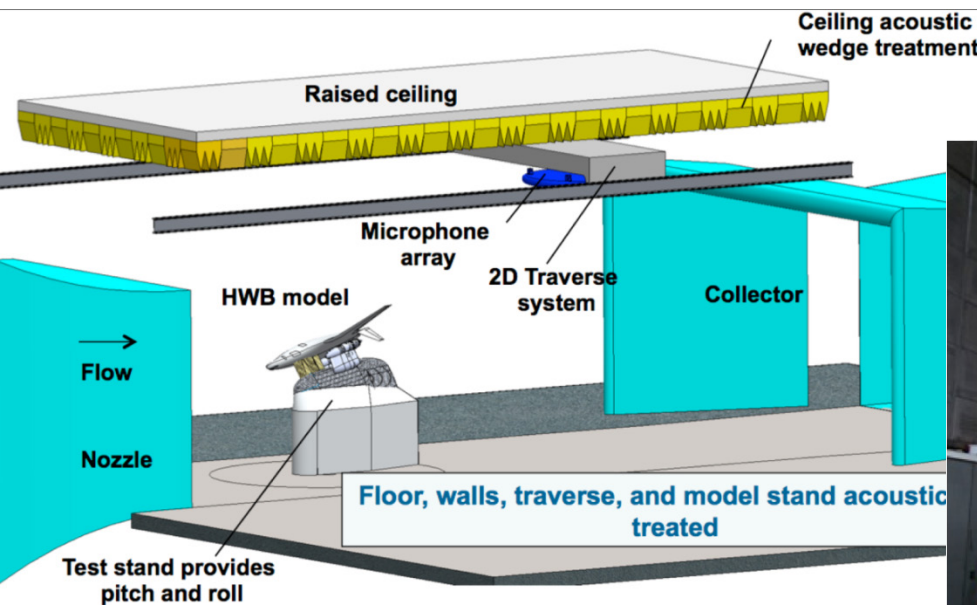 Ceiling acoustic
wedge treatment
Raised ceiling
Microphone
array
2D Traverse
system
HWB model
Collector
Flow
Nozzle
Floor, walls, traverse, and model stand acoustic
treated
Test stand provides
pitch and roll